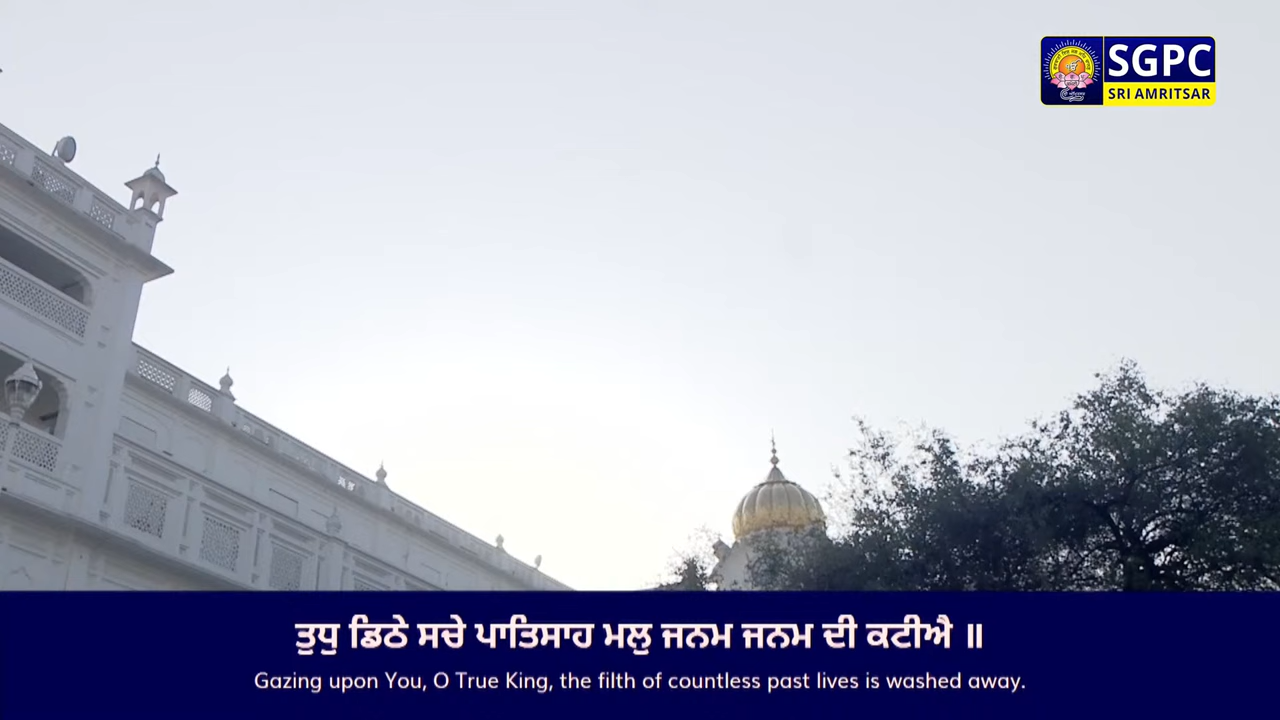 SGPC
SRI AMRITSAR
ਤੁਧੁ ਡਿਠੇ ਸਚੇ ਪਾਤਿਸਾਹ ਮਲੁ ਜਨਮ ਜਨਮ ਦੀ ਕਟੀਐ ॥
Gazing upon You, O True King, the filth of countless past lives is washed away.